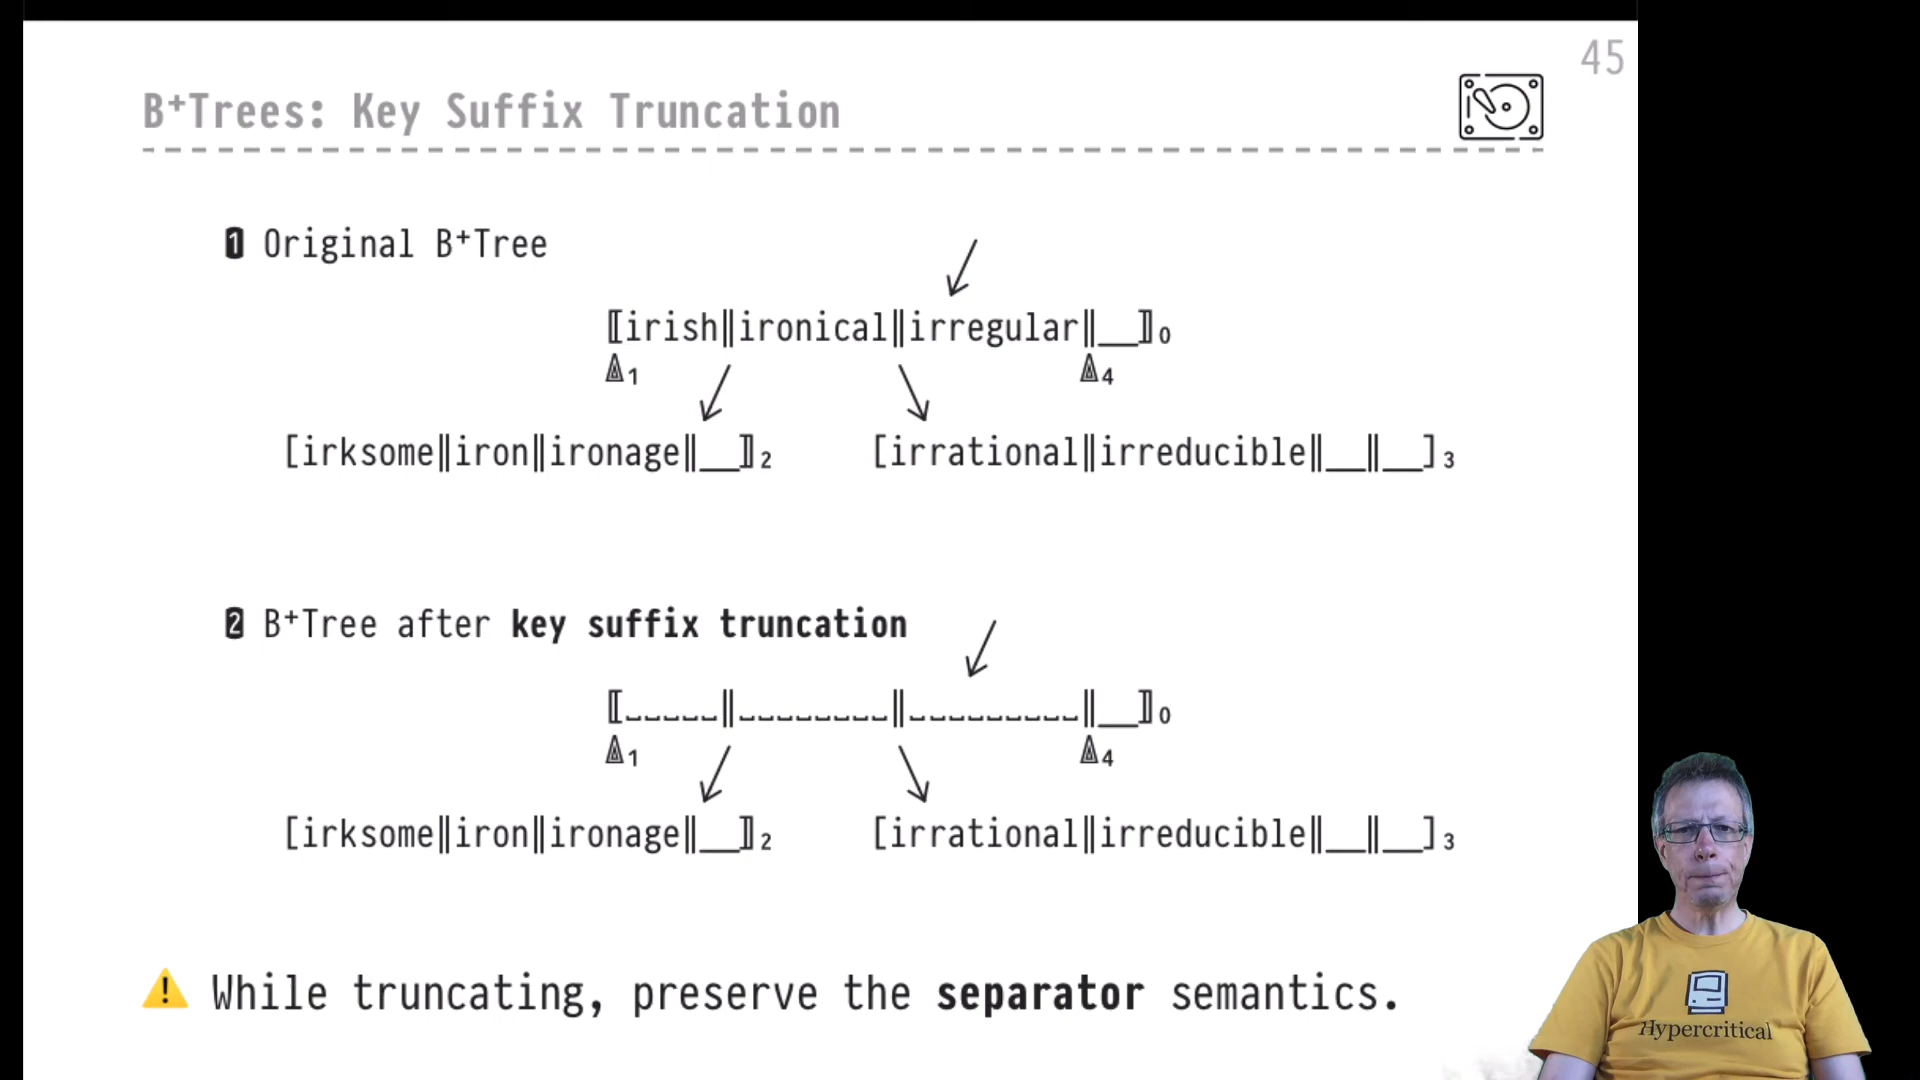 45
B⁺Trees: Key Suffix Truncation
❶ Original B⁺Tree
⟦irish‖ironical‖irregular‖__⟧₀
◬₁ ◬₄
[irksome‖iron‖ironage‖__⟧₂ [irrational‖irreducible‖__‖__]₃
❷ B⁺Tree after key suffix truncation
⟦˽˽˽˽˽‖˽˽˽˽˽˽˽˽‖˽˽˽˽˽˽˽˽˽‖__⟧₀
◬₁ ◬₄
[irksome‖iron‖ironage‖__⟧₂ [irrational‖irreducible‖__‖__]₃
⚠️ While truncating, preserve the separator semantics.
Hypercritical